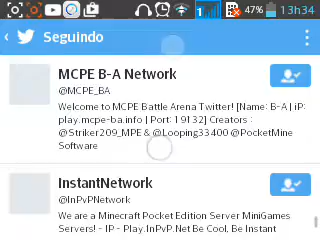 47% 13h34
Seguindo
MCPE B-A Network
@MCPE_BA
Welcome to MCPE Battle Arena Twitter! [Name: B-A | iP:
play.mcpe-ba.info | Port: 19132] Creators :
@Striker209_MPE & @Looping33400 @PocketMine
Software
InstantNetwork
@InPvPNetwork
We are a Minecraft Pocket Edition Server MiniGames
Servers! - IP - Play.InPvP.Net Be Cool, Be Instant